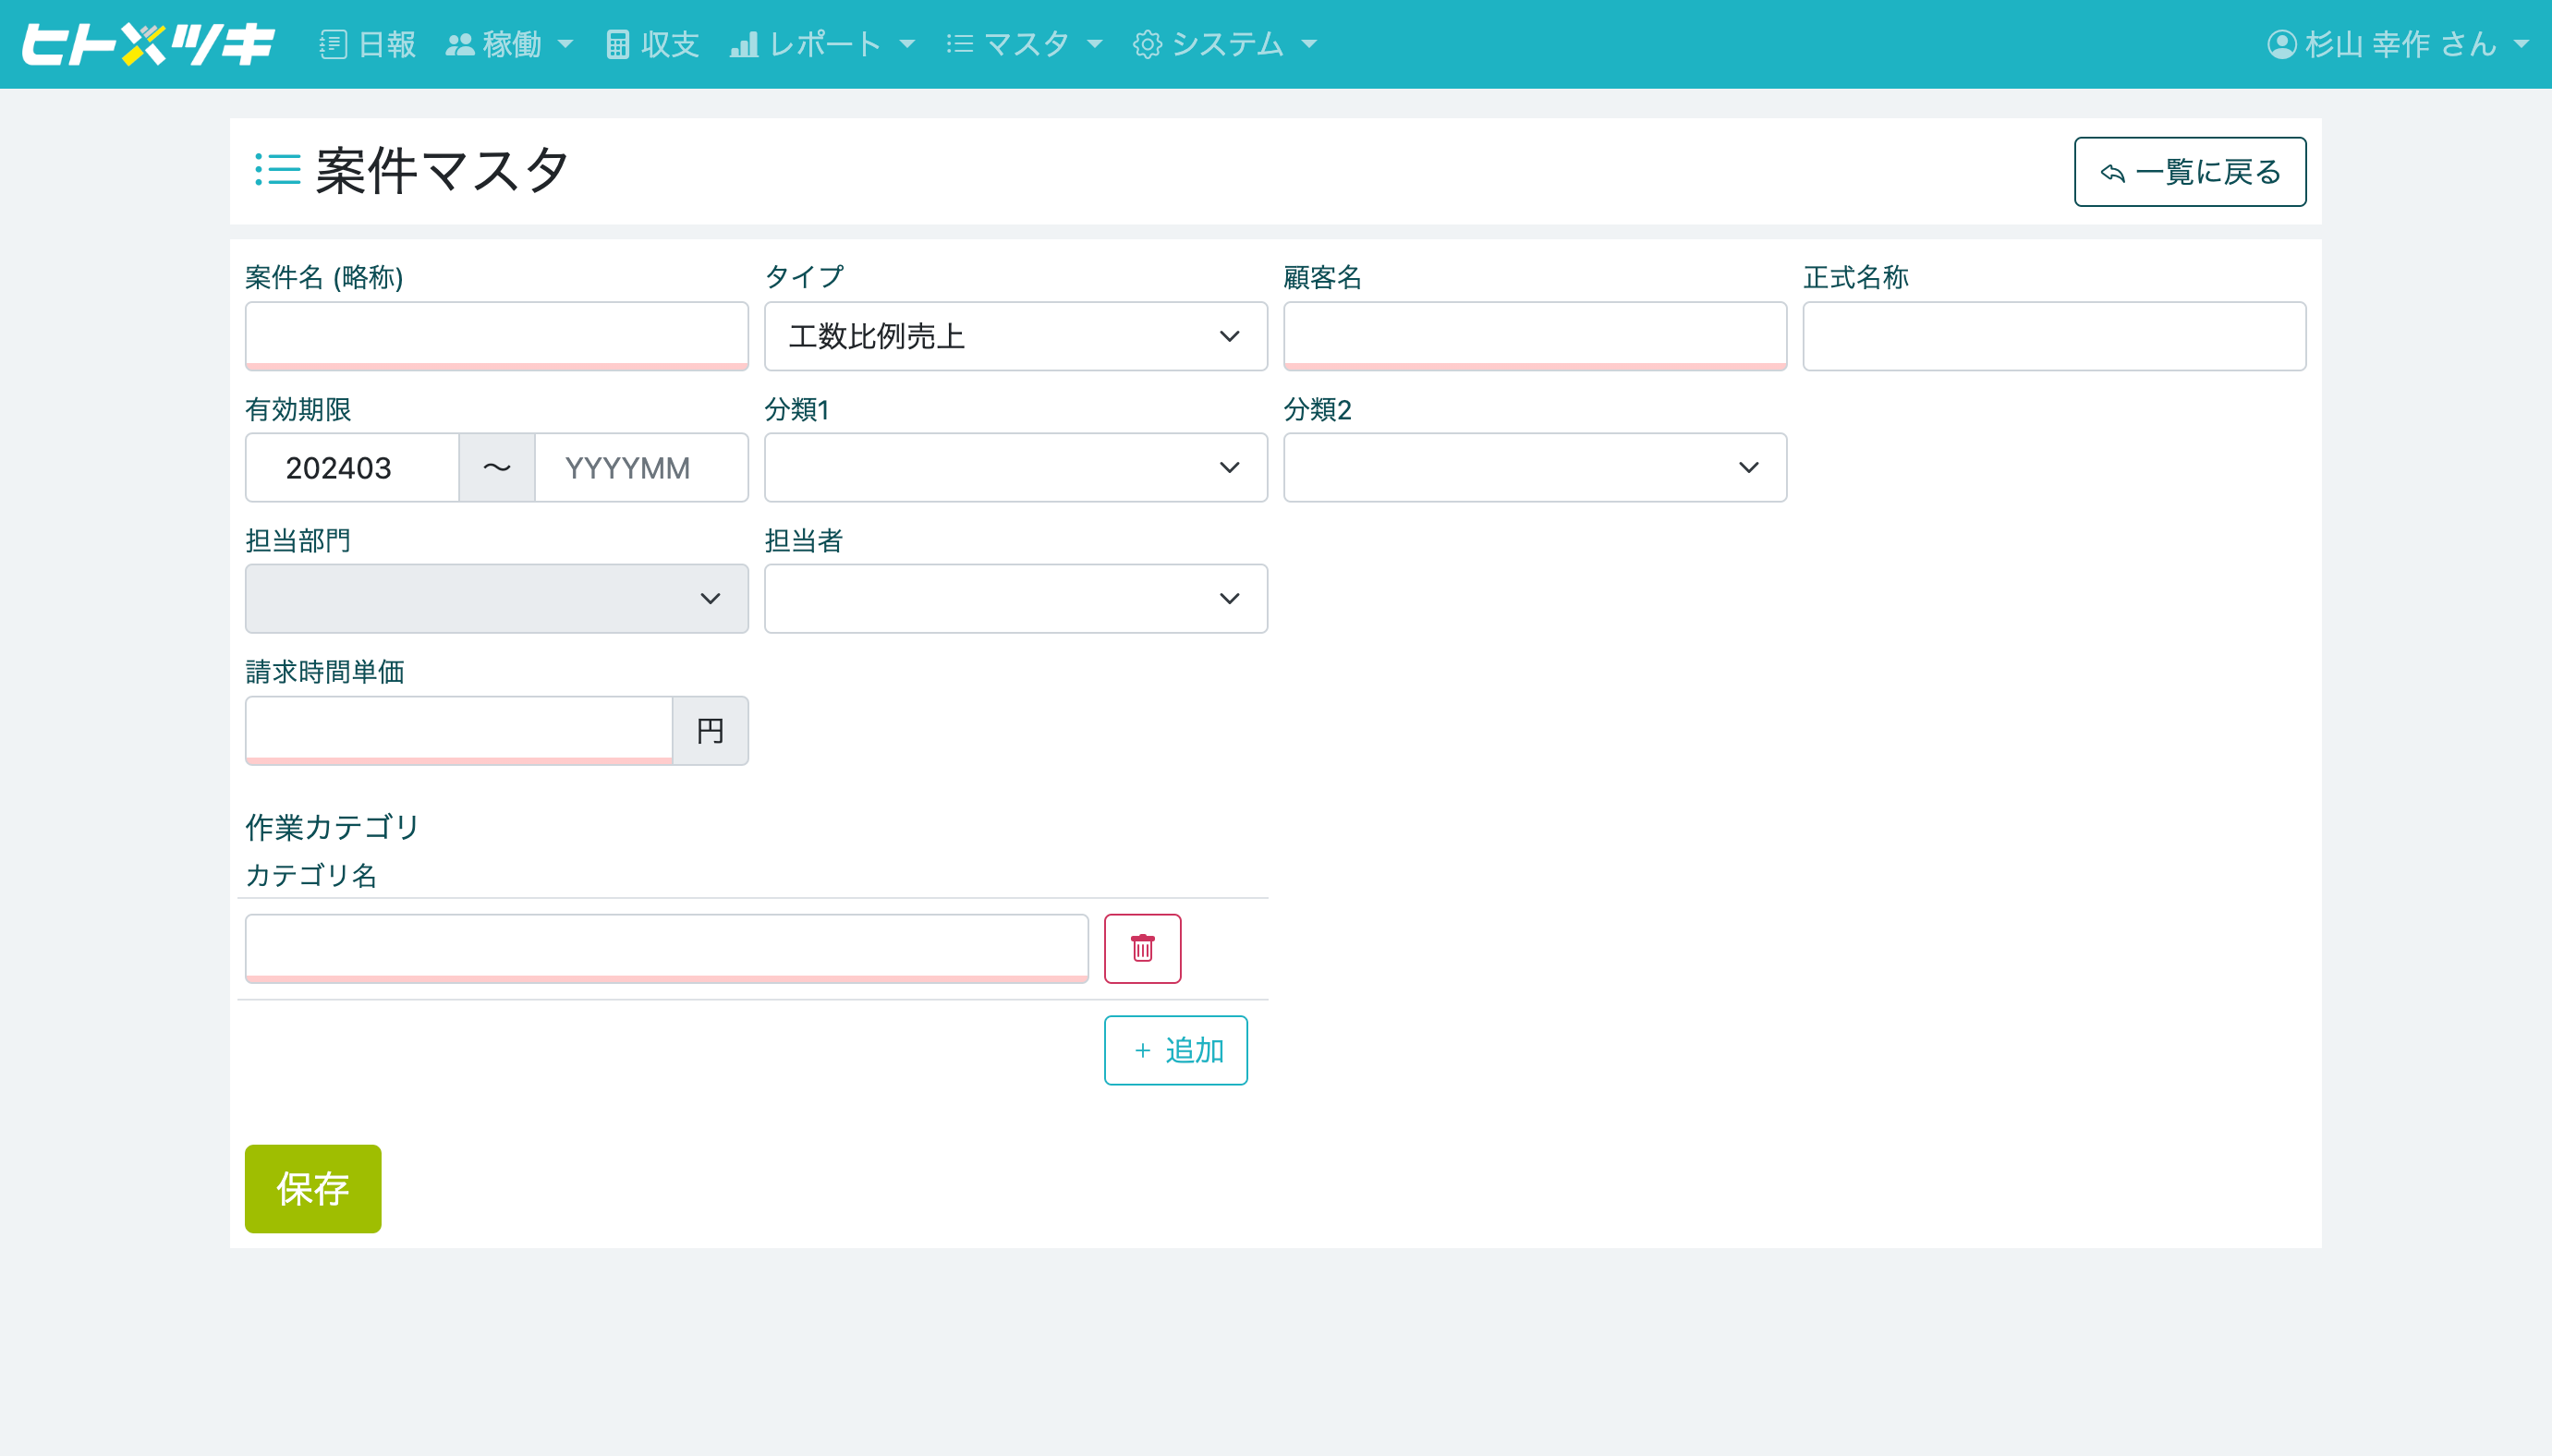 ヒトメツキ 日報 稼働 収支 レポート マスタ システム 杉山 幸作 さん
案件マスタ 一覧に戻る
案件名 (略称) タイプ 顧客名 正式名称
工数比例売上
有効期限 分類1 分類2
202403 〜 YYYYMM
担当部門 担当者
請求時間単価
円
作業カテゴリ
カテゴリ名
+ 追加
保存